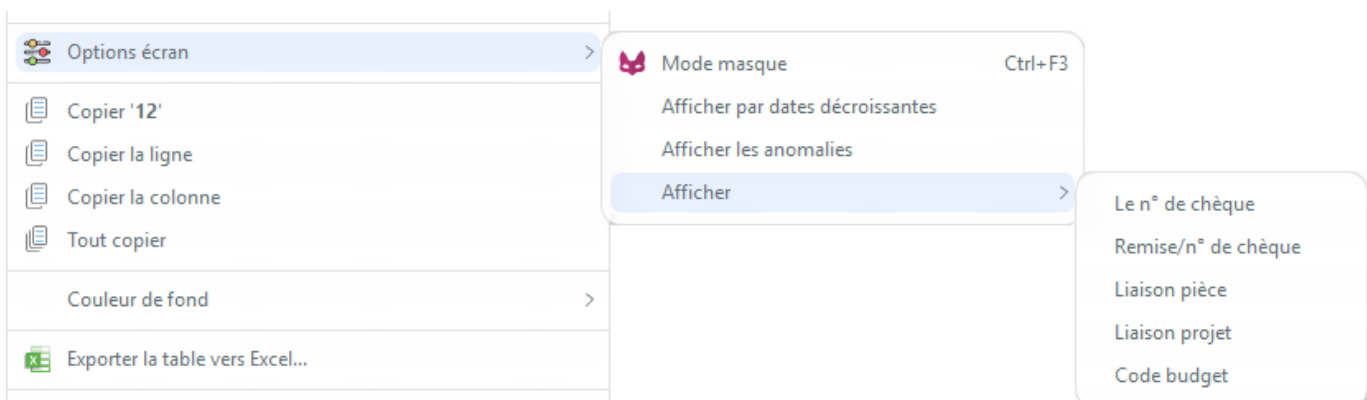 Options écran
Copier '12'
Copier la ligne
Copier la colonne
Tout copier
Couleur de fond
Exporter la table vers Excel...
Mode masque Ctrl+F3
Afficher par dates décroissantes
Afficher les anomalies
Afficher
Le n° de chèque
Remise/n° de chèque
Liaison pièce
Liaison projet
Code budget